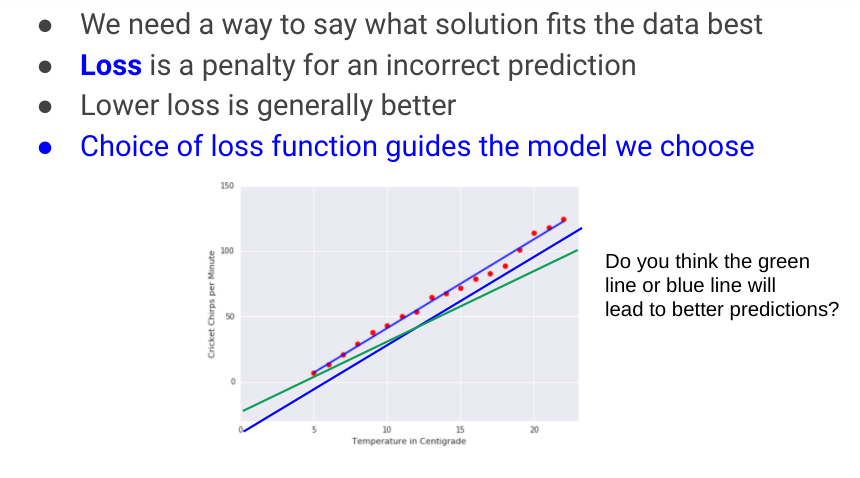 ● We need a way to say what solution fits the data best
● Loss is a penalty for an incorrect prediction
● Lower loss is generally better
● Choice of loss function guides the model we choose
150
100
50
0
Cricket Chirps per Minute
0 5 10 15 20
Temperature in Centigrade
Do you think the green
line or blue line will
lead to better predictions?